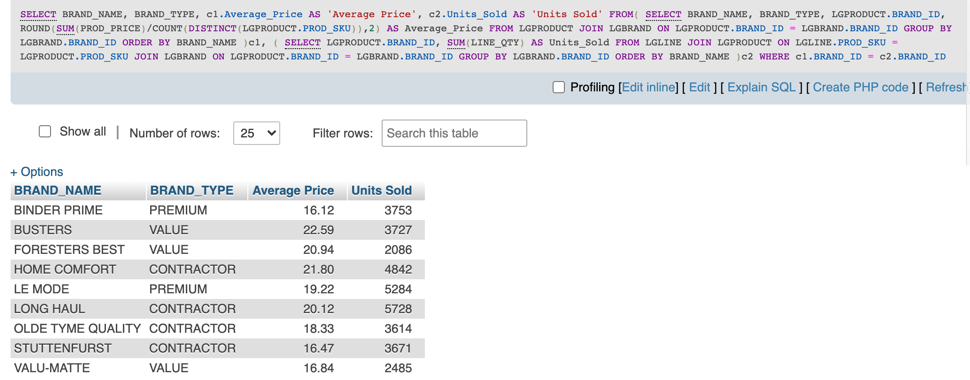 SELECT BRAND_NAME, BRAND_TYPE, c1.Average_Price AS 'Average Price', c2.Units_Sold AS 'Units Sold' FROM( SELECT BRAND_NAME, BRAND_TYPE, LGPRODUCT.BRAND_ID,
ROUND(SUM(PROD_PRICE)/COUNT(DISTINCT(LGPRODUCT.PROD_SKU)),2) AS Average_Price FROM LGPRODUCT JOIN LGBRAND ON LGPRODUCT.BRAND_ID = LGBRAND.BRAND_ID GROUP BY
LGBRAND.BRAND_ID ORDER BY BRAND_NAME )c1, ( SELECT LGPRODUCT.BRAND_ID, SUM(LINE_QTY) AS Units_Sold FROM LGLINE JOIN LGPRODUCT ON LGLINE.PROD_SKU =
LGPRODUCT.PROD_SKU JOIN LGBRAND ON LGPRODUCT.BRAND_ID = LGBRAND.BRAND_ID GROUP BY LGBRAND.BRAND_ID ORDER BY BRAND_NAME )c2 WHERE c1.BRAND_ID = c2.BRAND_ID
Profiling [Edit inline] [ Edit ] [ Explain SQL ] [ Create PHP code ] [ Refresh
Show all | Number of rows: 25 Filter rows: Search this table
+ Options
BRAND_NAME BRAND_TYPE Average Price Units Sold
BINDER PRIME PREMIUM 16.12 3753
BUSTERS VALUE 22.59 3727
FORESTERS BEST VALUE 20.94 2086
HOME COMFORT CONTRACTOR 21.80 4842
LE MODE PREMIUM 19.22 5284
LONG HAUL CONTRACTOR 20.12 5728
OLDE TYME QUALITY CONTRACTOR 18.33 3614
STUTTENFURST CONTRACTOR 16.47 3671
VALU-MATTE VALUE 16.84 2485